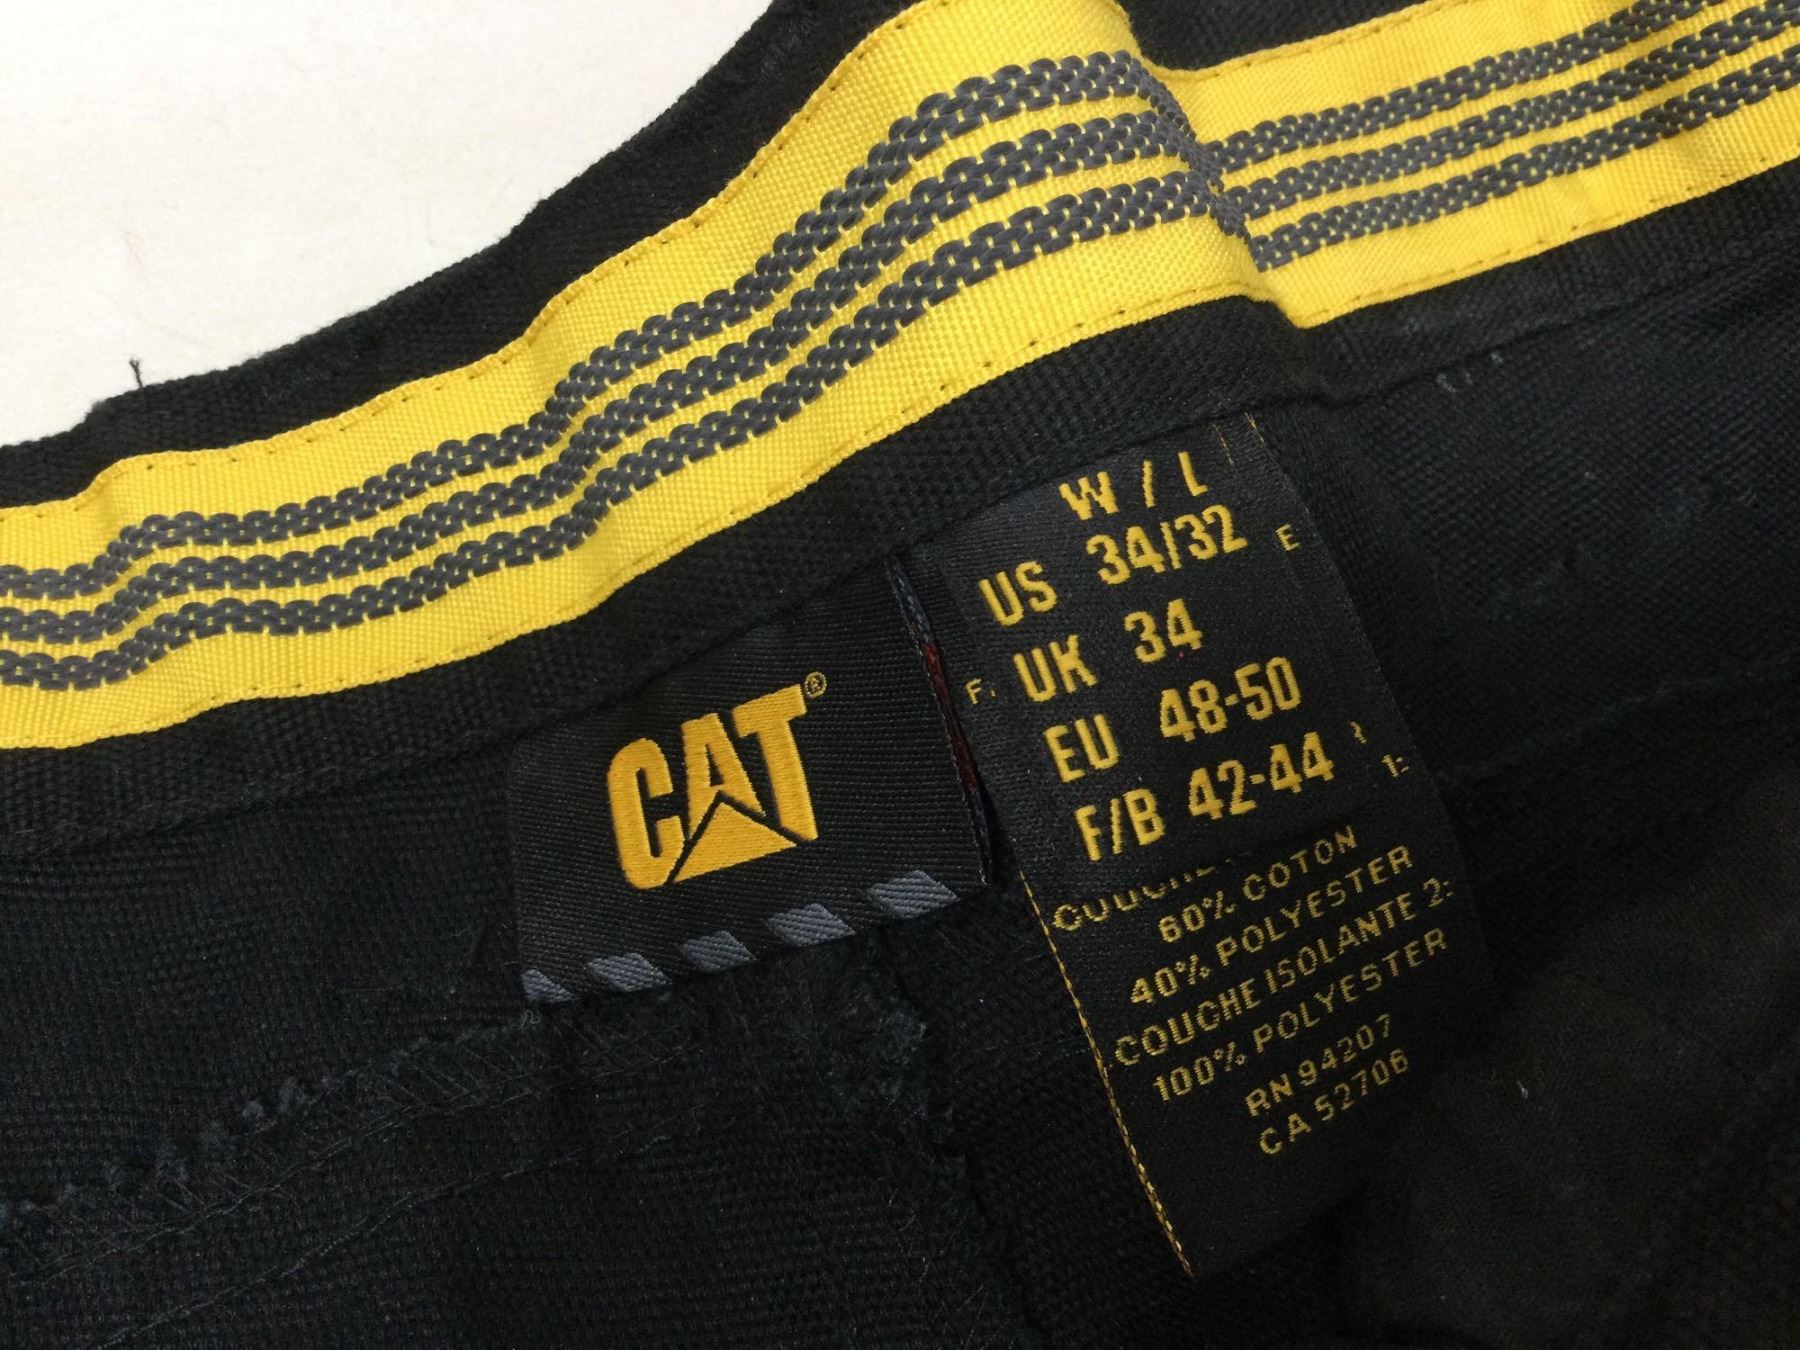 CAT®
W / L
US 34/32
UK 34
EU 48-50
F/B 42-44
E
F.
1:
60% COTON
40% POLYESTER
COUCHE ISOLANTE 2:
100% POLYESTER
RN 94207
CA 52706